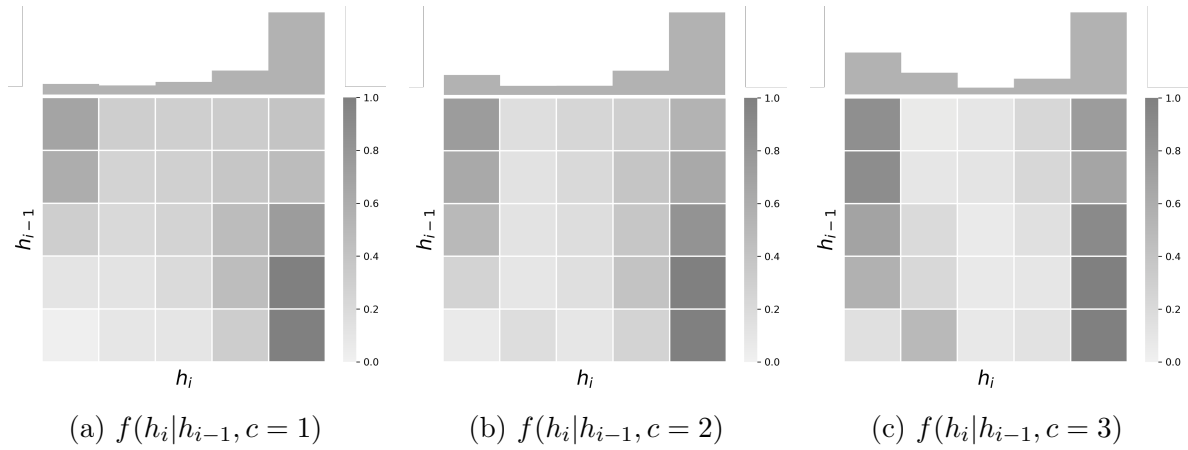 1.0
0.8
0.6
0.4
0.2
0.0
h_{i−1}
h_i
(a) f(h_i|h_{i−1}, c = 1)
1.0
0.8
0.6
0.4
0.2
0.0
h_{i−1}
h_i
(b) f(h_i|h_{i−1}, c = 2)
1.0
0.8
0.6
0.4
0.2
0.0
h_{i−1}
h_i
(c) f(h_i|h_{i−1}, c = 3)